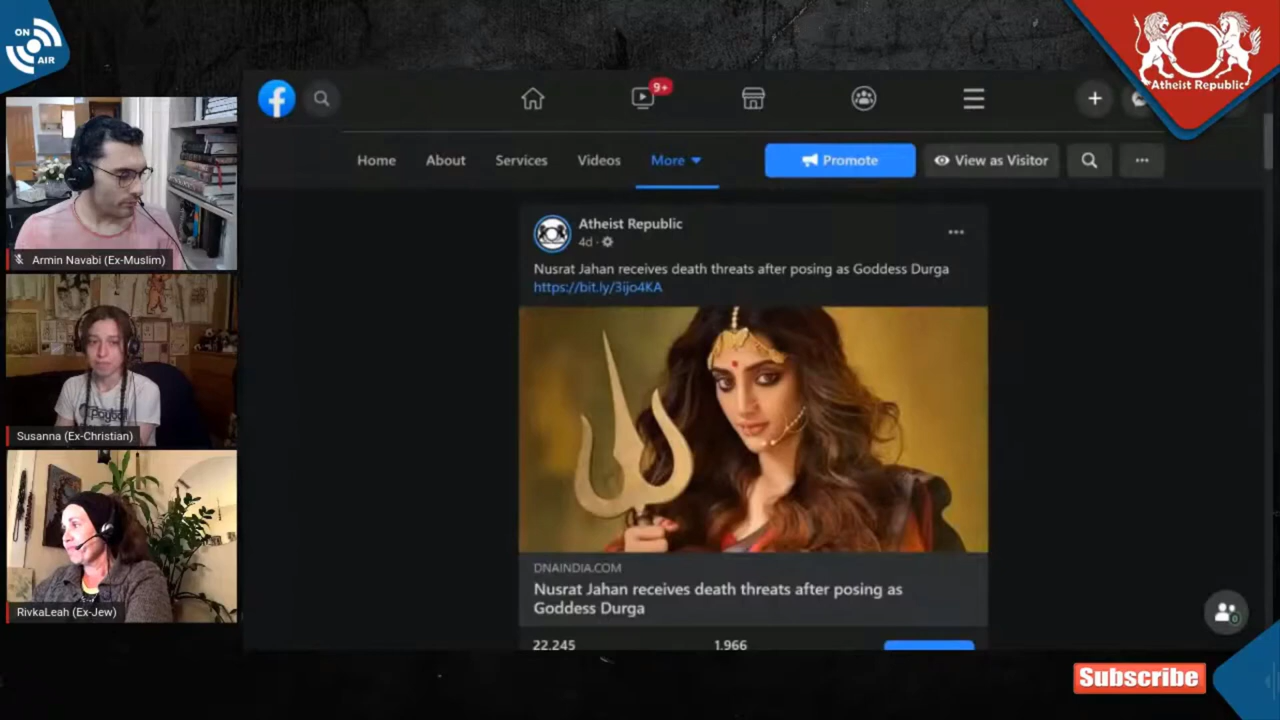 ON
AIR
Atheist Republic
9+
Home
About
Services
Videos
More
Promote
View as Visitor
Atheist Republic
4d
Nusrat Jahan receives death threats after posing as Goddess Durga
https://bit.ly/3ijo4KA
DNAINDIA.COM
Nusrat Jahan receives death threats after posing as
Goddess Durga
22,245
1,966
Armin Navabi (Ex-Muslim)
Susanna (Ex-Christian)
RivkaLeah (Ex-Jew)
Subscribe